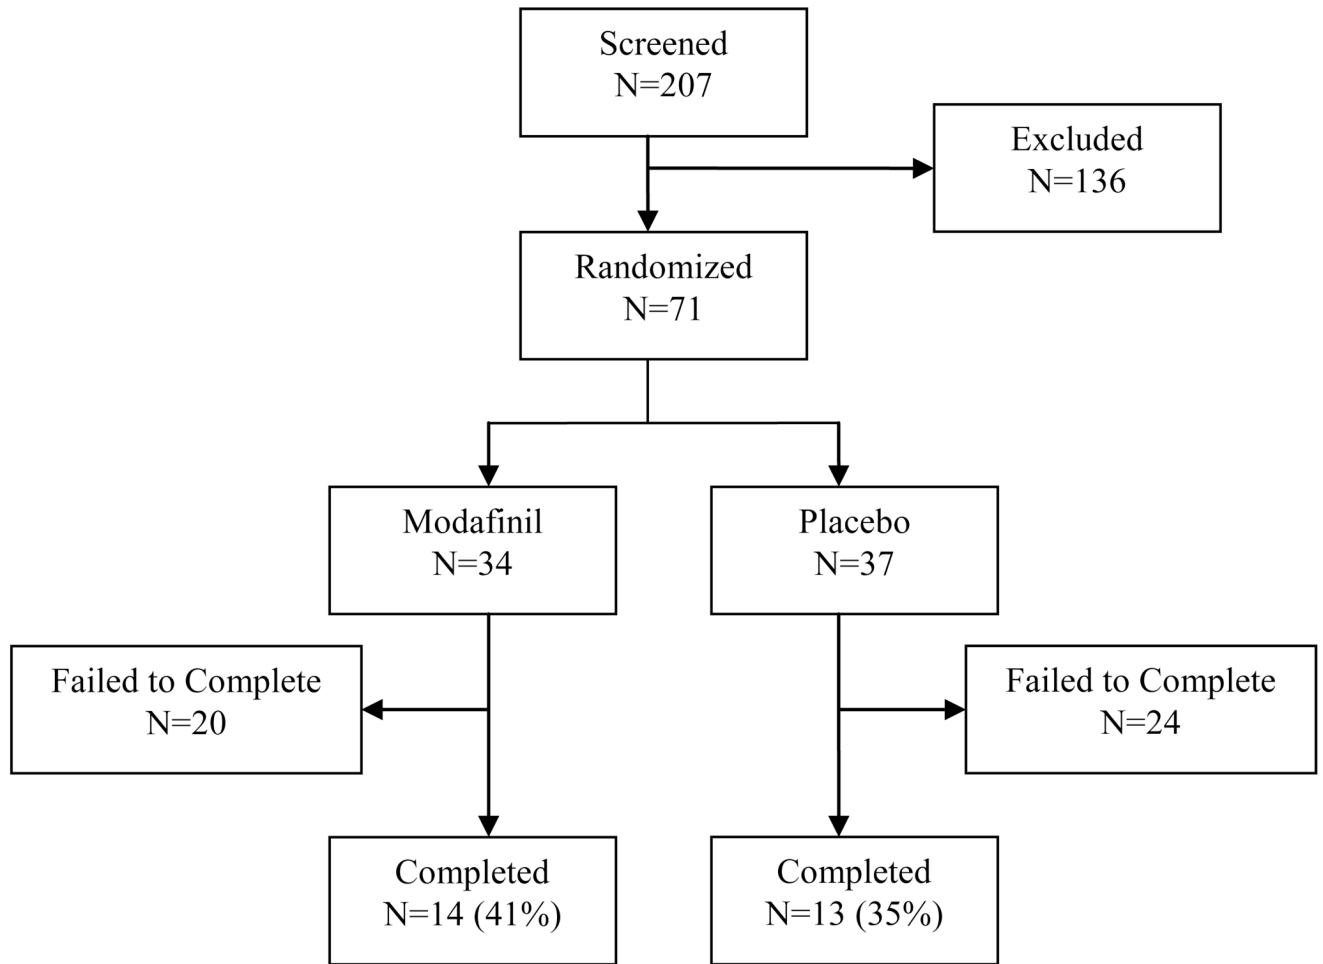 Screened
N=207
Excluded
N=136
Randomized
N=71
Modafinil
N=34
Placebo
N=37
Failed to Complete
N=20
Failed to Complete
N=24
Completed
N=14 (41%)
Completed
N=13 (35%)